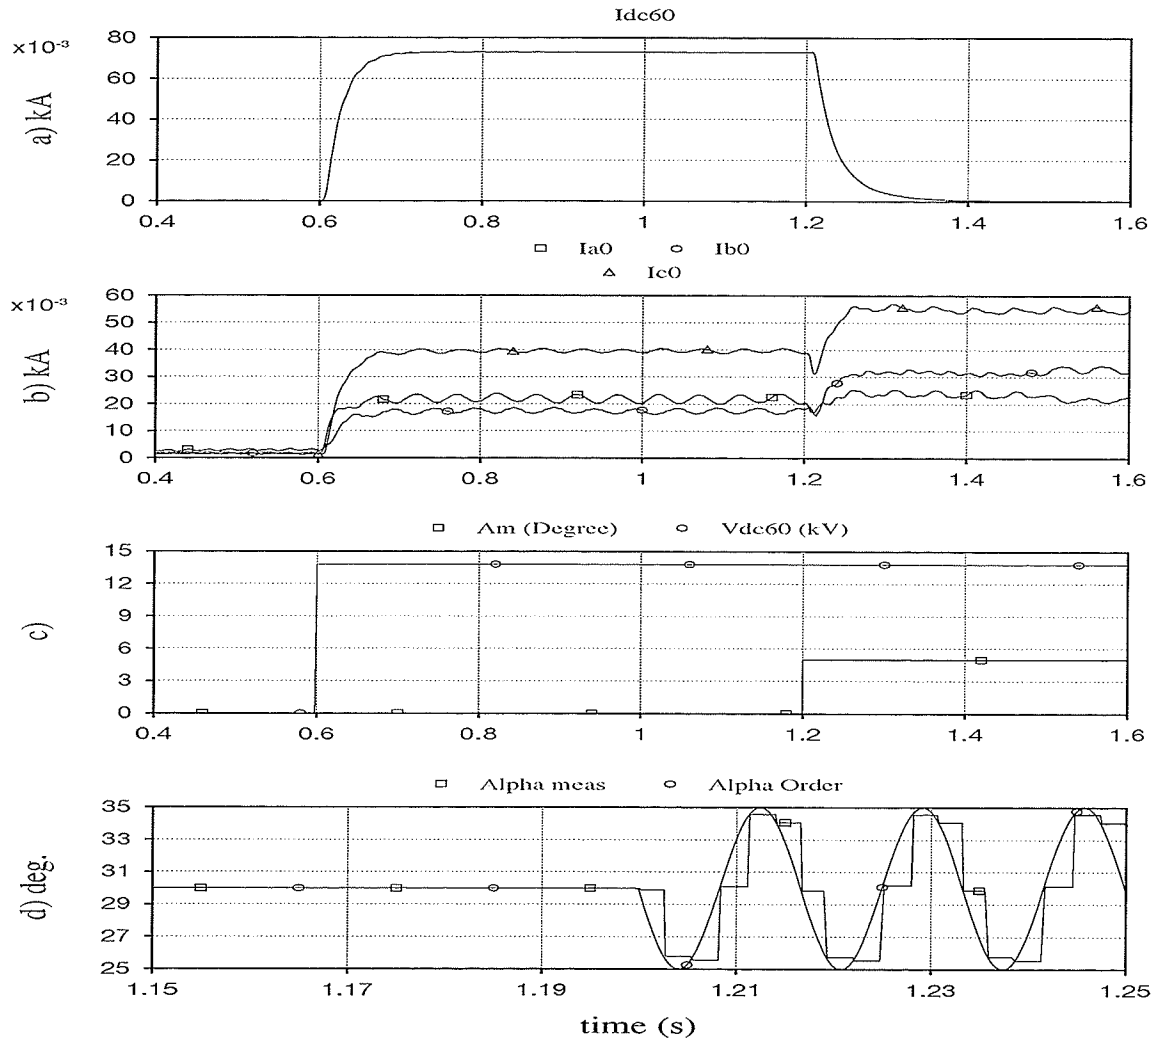 Idc60
x10-3
80
60
40
20
0
a) kA
0.4 0.6 0.8 1 1.2 1.4 1.6
Ia0 Ib0
Ic0
x10-3
60
50
40
30
20
10
0
b) kA
0.4 0.6 0.8 1 1.2 1.4 1.6
Am (Degree) Vdc60 (kV)
15
12
9
6
3
0
c)
0.4 0.6 0.8 1 1.2 1.4 1.6
Alpha meas Alpha Order
35
33
31
29
27
25
d) deg.
1.15 1.17 1.19 1.21 1.23 1.25
time (s)